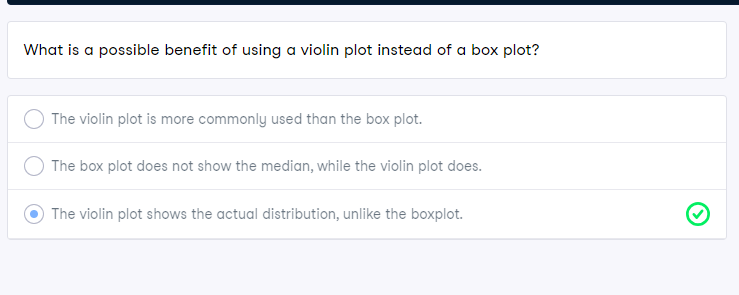 What is a possible benefit of using a violin plot instead of a box plot?
The violin plot is more commonly used than the box plot.
The box plot does not show the median, while the violin plot does.
The violin plot shows the actual distribution, unlike the boxplot.